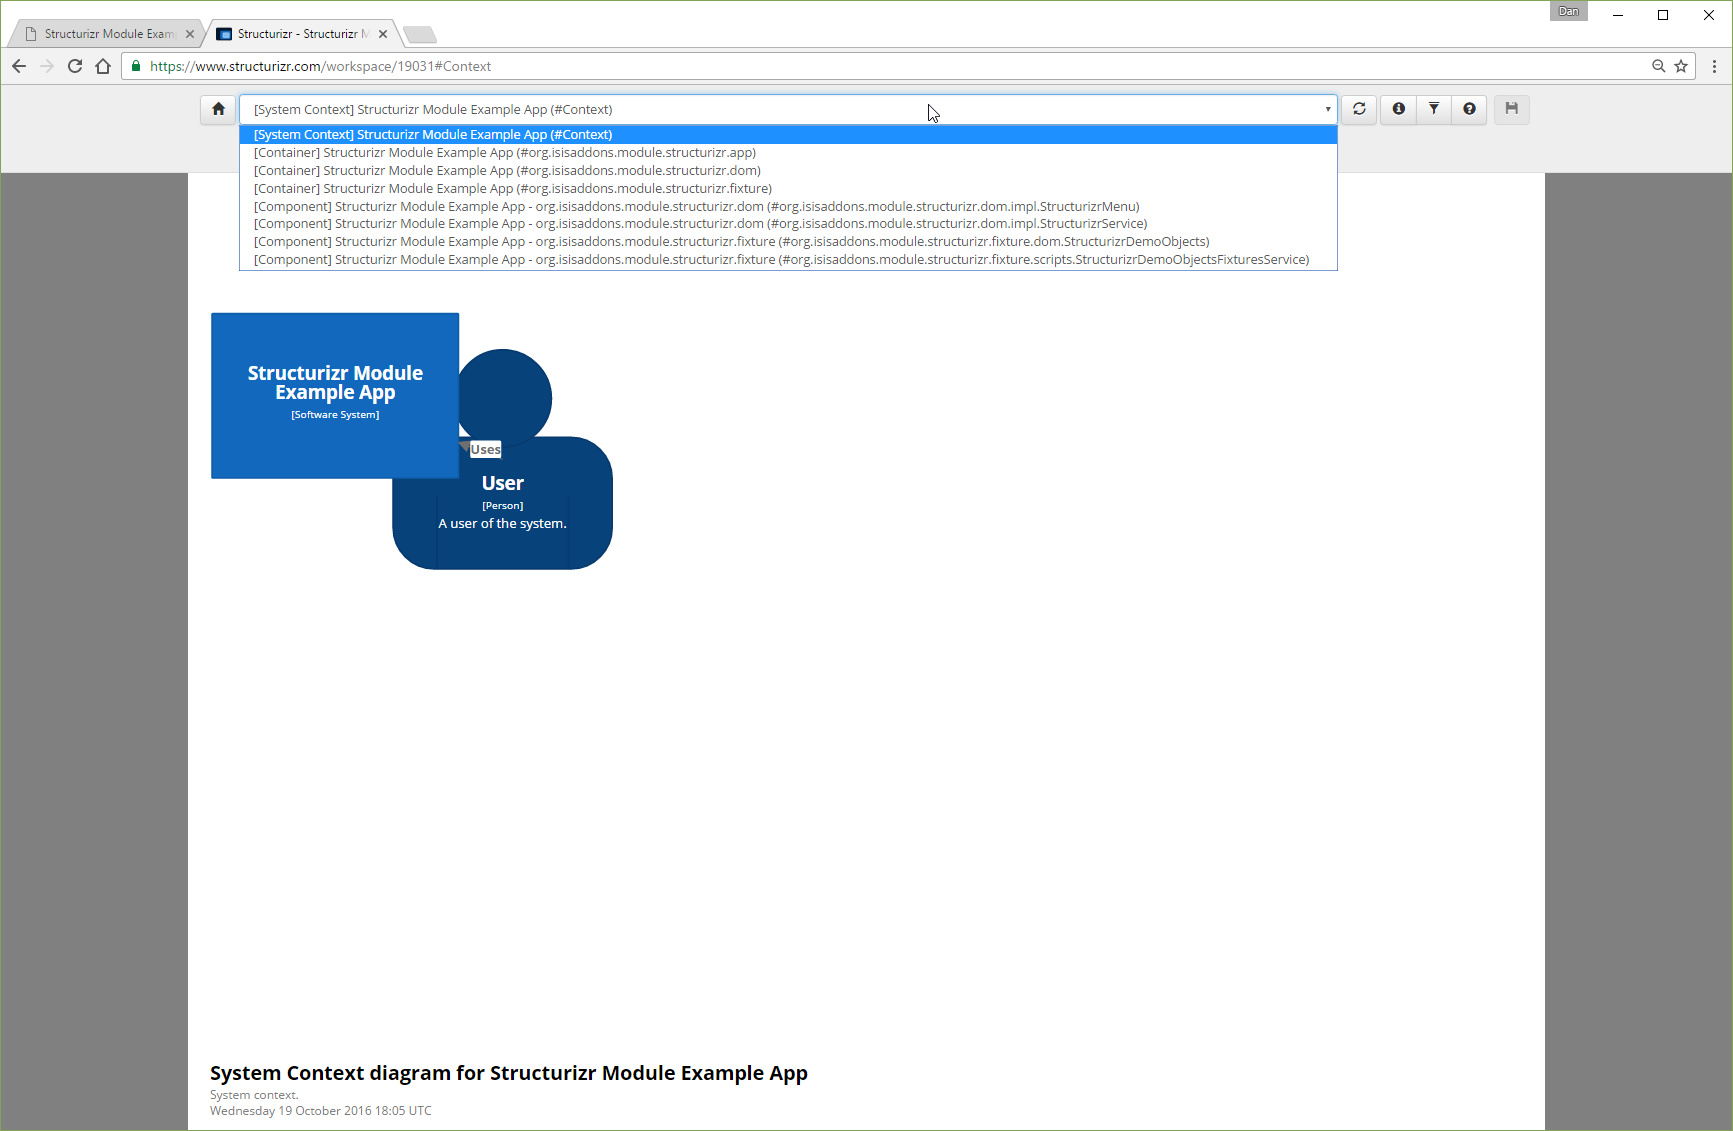 Dan
Structurizr Module Exam
Structurizr - Structurizr M
https://www.structurizr.com/workspace/19031#Context
[System Context] Structurizr Module Example App (#Context)
[System Context] Structurizr Module Example App (#Context)
[Container] Structurizr Module Example App (#org.isisaddons.module.structurizr.app)
[Container] Structurizr Module Example App (#org.isisaddons.module.structurizr.dom)
[Container] Structurizr Module Example App (#org.isisaddons.module.structurizr.fixture)
[Component] Structurizr Module Example App - org.isisaddons.module.structurizr.dom (#org.isisaddons.module.structurizr.dom.impl.StructurizrMenu)
[Component] Structurizr Module Example App - org.isisaddons.module.structurizr.dom (#org.isisaddons.module.structurizr.dom.impl.StructurizrService)
[Component] Structurizr Module Example App - org.isisaddons.module.structurizr.fixture (#org.isisaddons.module.structurizr.fixture.dom.StructurizrDemoObjects)
[Component] Structurizr Module Example App - org.isisaddons.module.structurizr.fixture (#org.isisaddons.module.structurizr.fixture.scripts.StructurizrDemoObjectsFixturesService)
Structurizr Module
Example App
[Software System]
Uses
User
[Person]
A user of the system.
System Context diagram for Structurizr Module Example App
System context.
Wednesday 19 October 2016 18:05 UTC